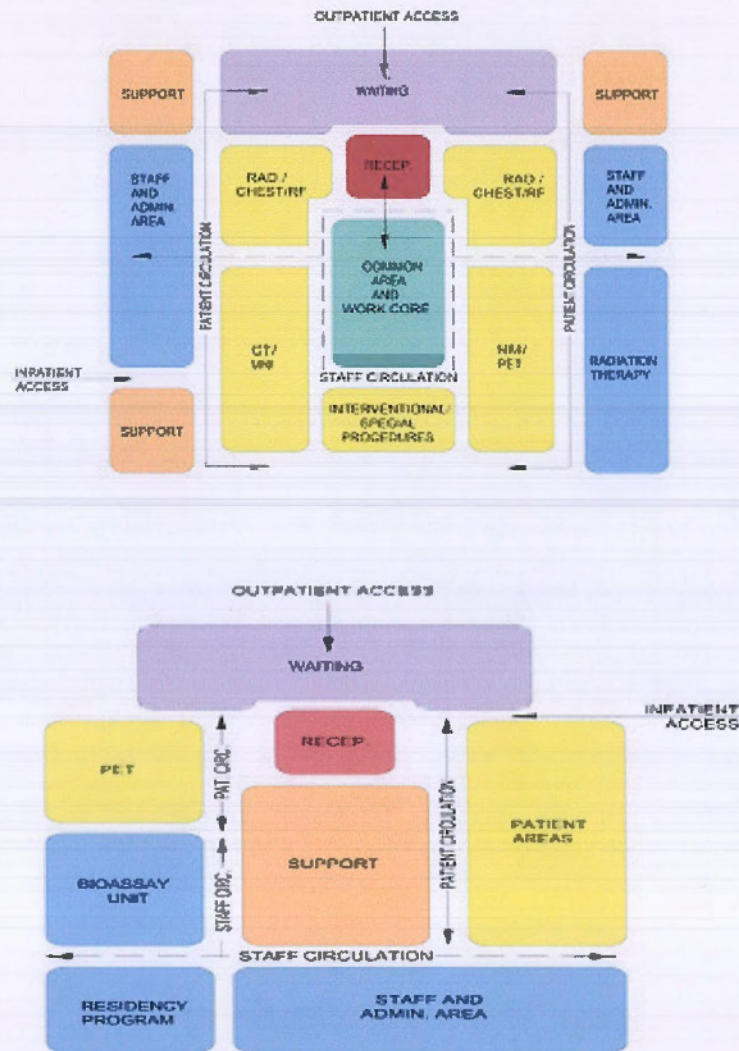 OUTPATIENT ACCESS
SUPPORT
WAITING
SUPPORT
STAFF
AND
ADMIN.
AREA
RAD /
CHEST/RF
RECEP.
RAD /
CHEST/RF
STAFF
AND
ADMIN.
AREA
PATIENT CIRCULATION
COMMON
AREA
AND
WORK CORE
PATIENT CIRCULATION
CT/
NM/
PET
RADIATION
THERAPY
INPATIENT
ACCESS
STAFF CIRCULATION
SUPPORT
INTERVENTIONAL/
SPECIAL
PROCEDURES
OUTPATIENT ACCESS
WAITING
INPATIENT
ACCESS
RECEP.
PET
PAT CIRC.
PATIENT CIRCULATION
PATIENT
AREAS
SUPPORT
BIOASSAY
UNIT
STAFF CIRC.
STAFF CIRCULATION
RESIDENCY
PROGRAM
STAFF AND
ADMIN. AREA